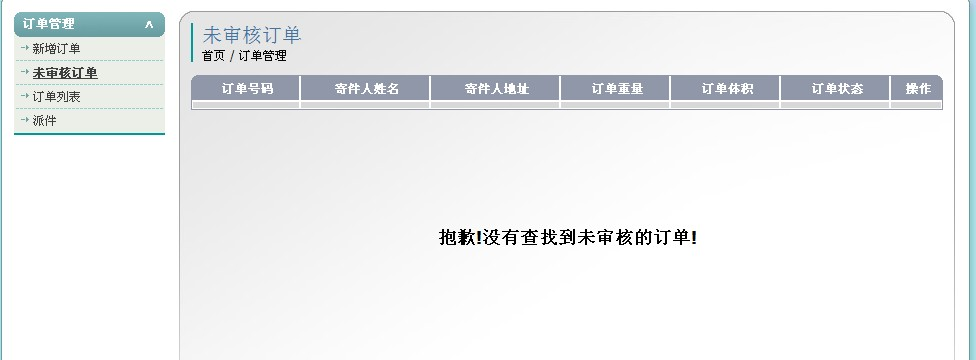 订单管理
新增订单
未审核订单
订单列表
派件
未审核订单
首页 / 订单管理
订单号码 寄件人姓名 寄件人地址 订单重量 订单体积 订单状态 操作
抱歉!没有查找到未审核的订单!